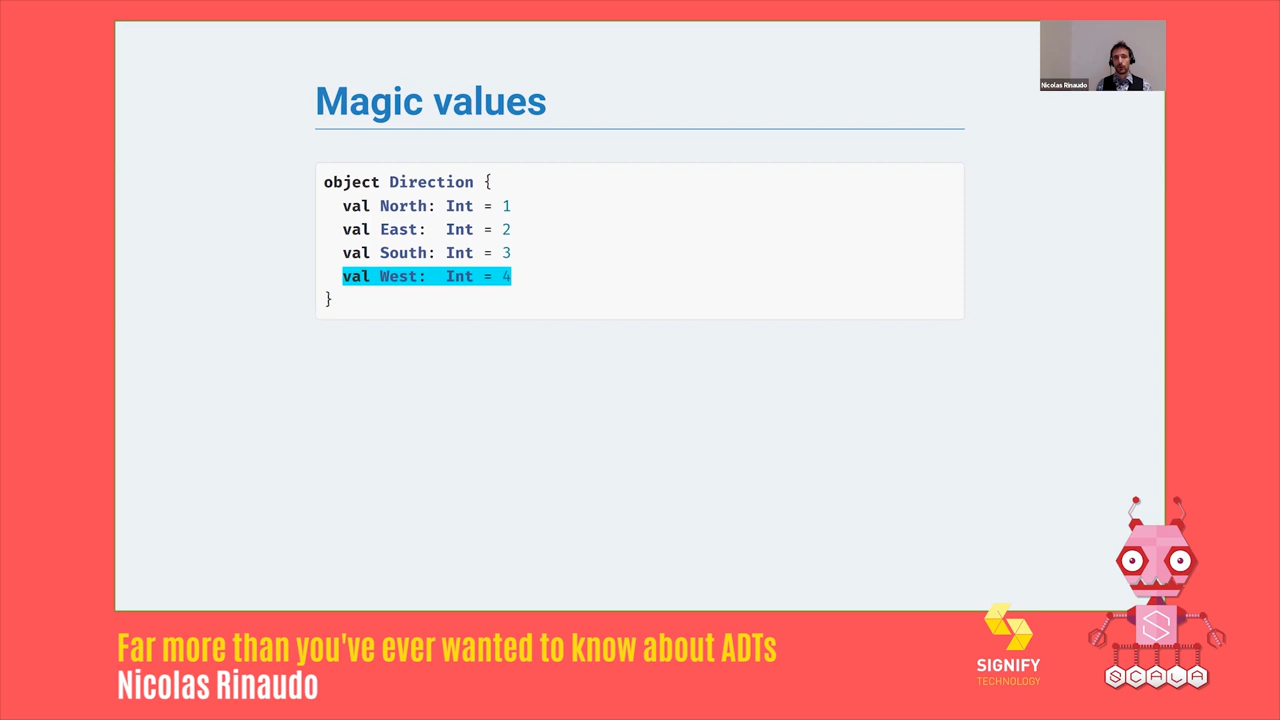 Nicolas Rinaudo
Magic values
object Direction {
  val North: Int = 1
  val East:  Int = 2
  val South: Int = 3
  val West:  Int = 4
}
Far more than you've ever wanted to know about ADTs
Nicolas Rinaudo
SIGNIFY
TECHNOLOGY
S
SCALA